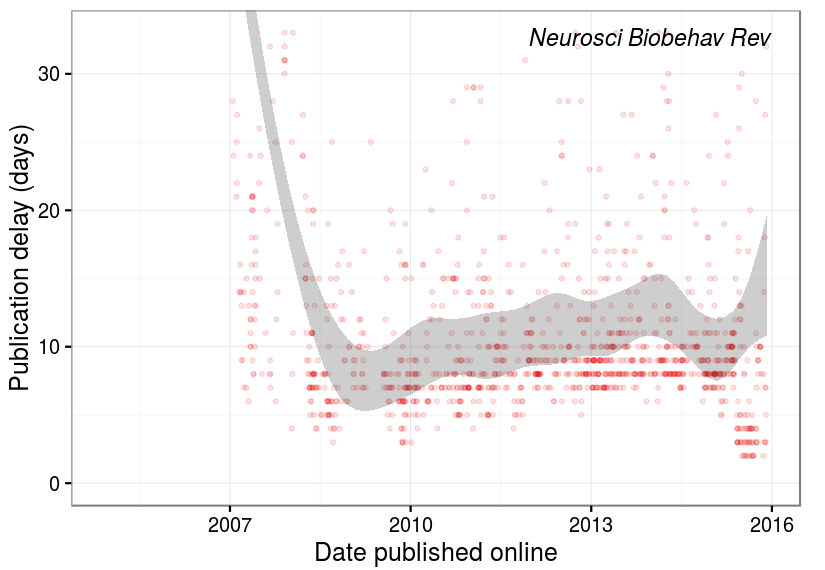 Neurosci Biobehav Rev
Publication delay (days)
30
20
10
0
2007 2010 2013 2016
Date published online